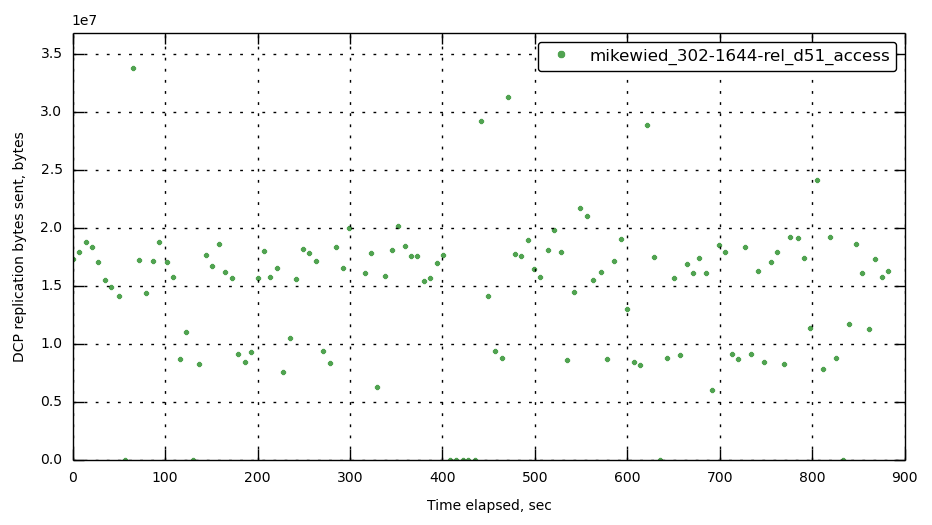 1e7
mikewied_302-1644-rel_d51_access
DCP replication bytes sent, bytes
3.5
3.0
2.5
2.0
1.5
1.0
0.5
0.0
0 100 200 300 400 500 600 700 800 900
Time elapsed, sec